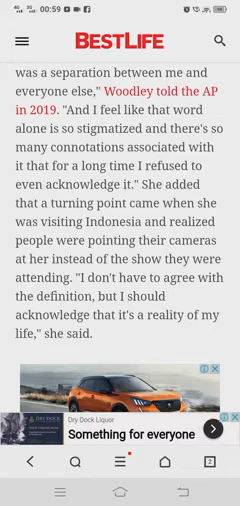 4G 3G 00:59
BESTLIFE
was a separation between me and
everyone else," Woodley told the AP
in 2019. "And I feel like that word
alone is so stigmatized and there's so
many connotations associated with
it that for a long time I refused to
even acknowledge it." She added
that a turning point came when she
was visiting Indonesia and realized
people were pointing their cameras
at her instead of the show they were
attending. "I don't have to agree with
the definition, but I should
acknowledge that it's a reality of my
life," she said.
DRY DOCK
Dry Dock Liquor
Something for everyone
2